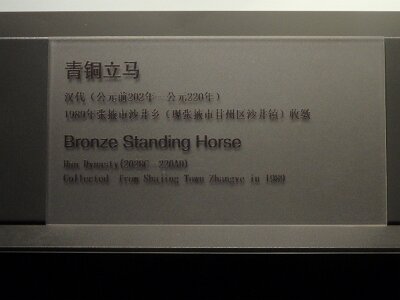 青铜立马
汉代（公元前202年—公元220年）
1989年张掖市沙井乡（现张掖市甘州区沙井镇）收缴
Bronze Standing Horse
Han Dynasty(202BC—220AD)
Collected from Shajing Town Zhangye in 1989